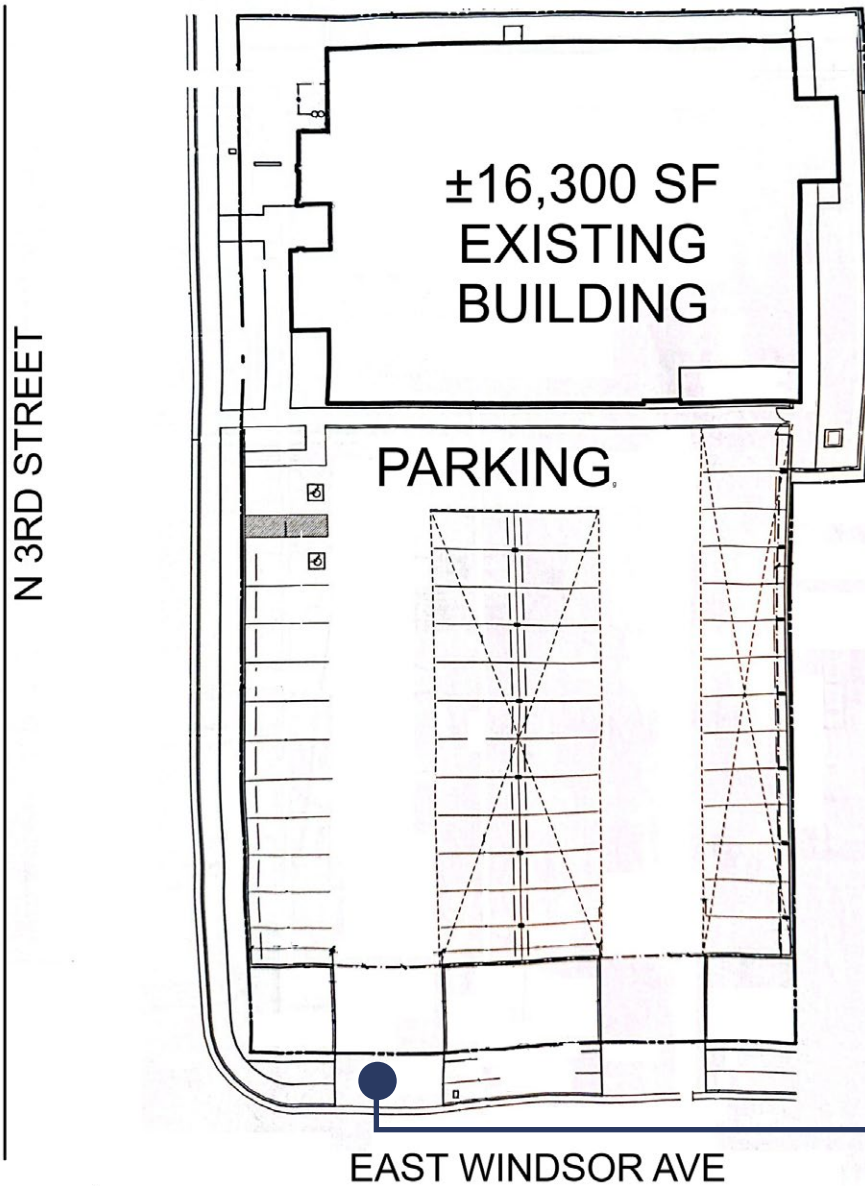 ±16,300 SF
EXISTING
BUILDING
N 3RD STREET
PARKING
EAST WINDSOR AVE